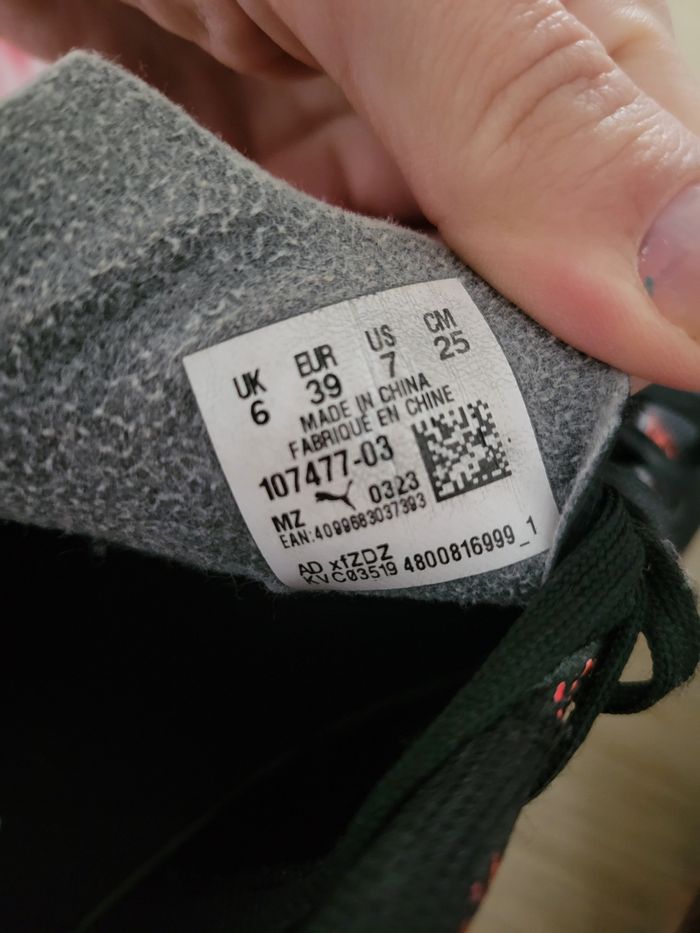 UK EUR US CM
6 39 7 25
MADE IN CHINA
FABRIQUÉ EN CHINE
107477-03
MZ 0323
EAN:4099683037393
AD xfZDZ
KVC03519 4800816999_1